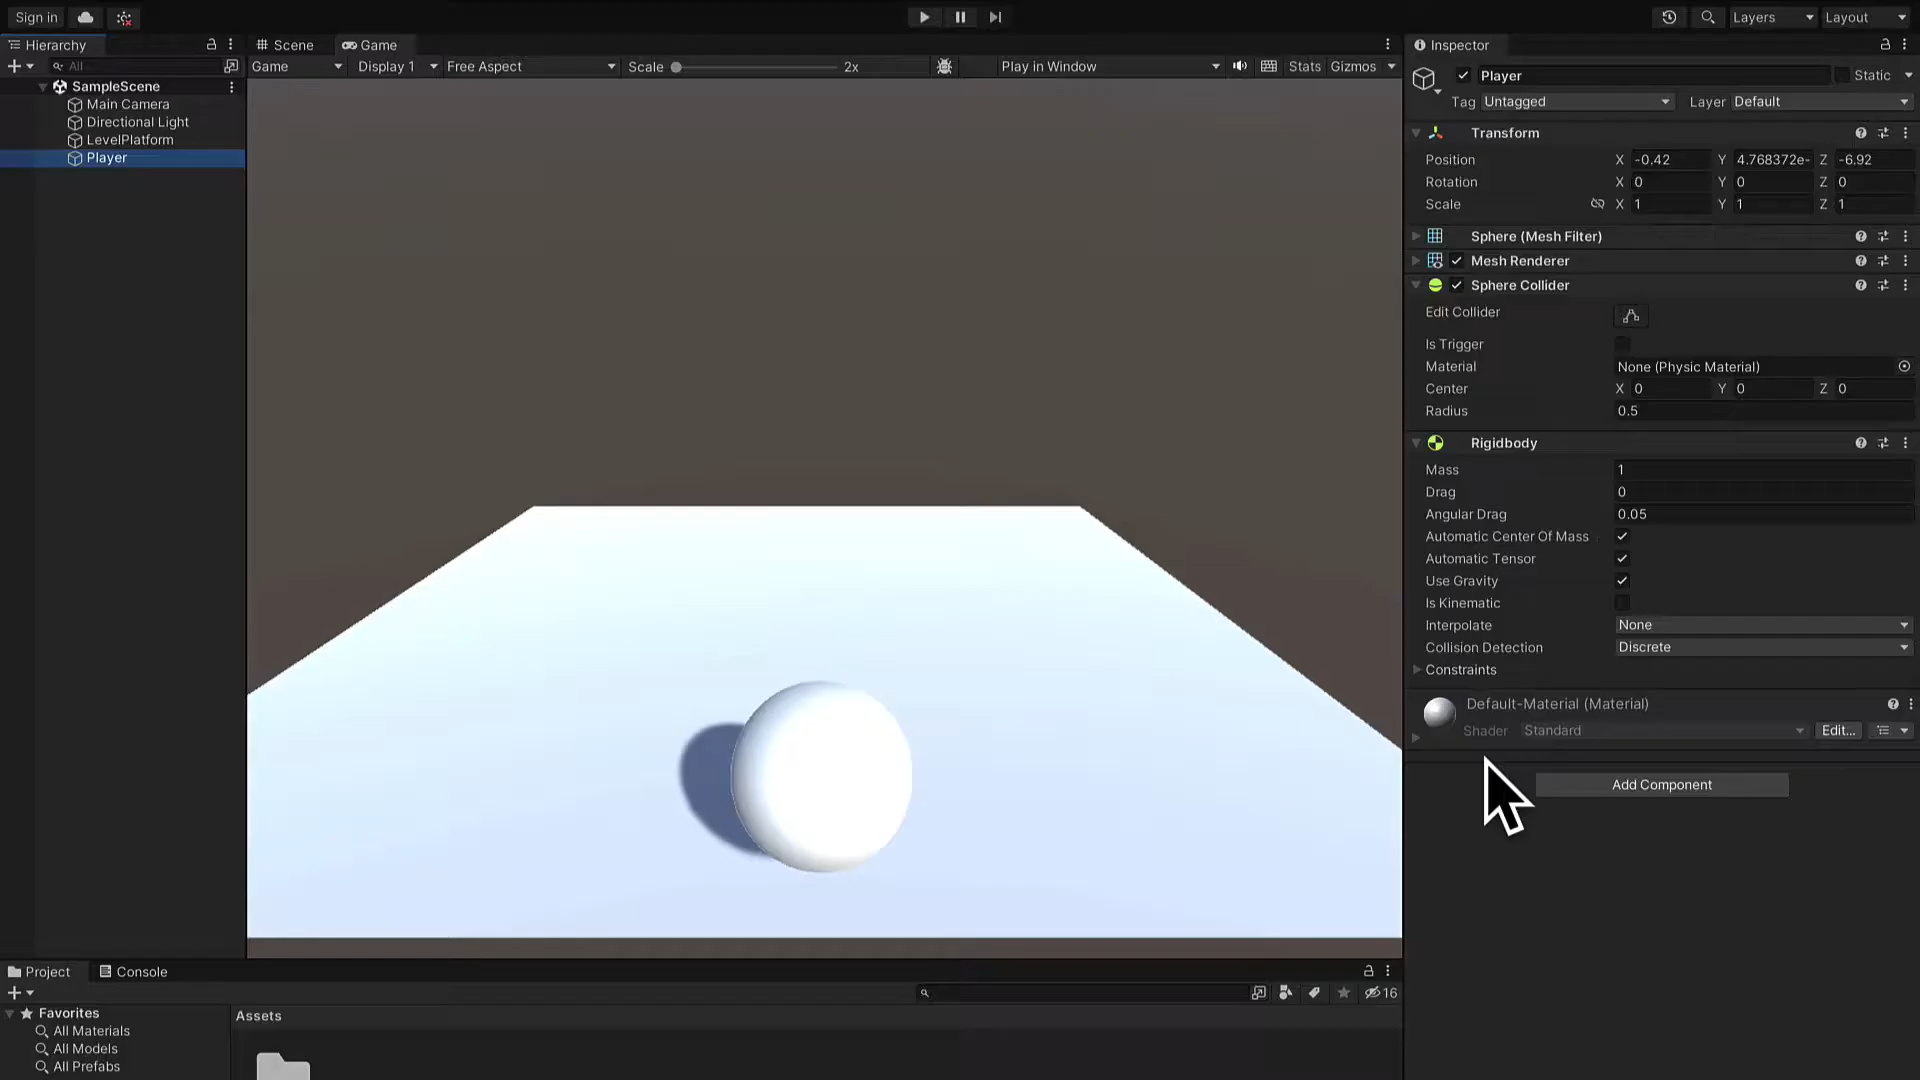 Sign in
Layers
Layout
Hierarchy
All
SampleScene
Main Camera
Directional Light
LevelPlatform
Player
Scene
Game
Game
Display 1
Free Aspect
Scale
2x
Play in Window
Stats
Gizmos
Inspector
Player
Static
Tag
Untagged
Layer
Default
Transform
Position
X -0.42
Y 4.768372e-
Z -6.92
Rotation
X 0
Y 0
Z 0
Scale
X 1
Y 1
Z 1
Sphere (Mesh Filter)
Mesh Renderer
Sphere Collider
Edit Collider
Is Trigger
Material
None (Physic Material)
Center
X 0
Y 0
Z 0
Radius
0.5
Rigidbody
Mass
1
Drag
0
Angular Drag
0.05
Automatic Center Of Mass
Automatic Tensor
Use Gravity
Is Kinematic
Interpolate
None
Collision Detection
Discrete
Constraints
Default-Material (Material)
Shader
Standard
Edit...
Add Component
Project
Console
16
Favorites
All Materials
All Models
All Prefabs
Assets